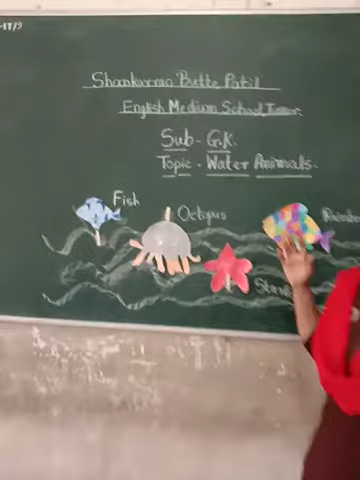 Shankarrao Butte Patil
English Medium School,
Sub - G.K.
Topic - Water Animals.
Fish
Octopus